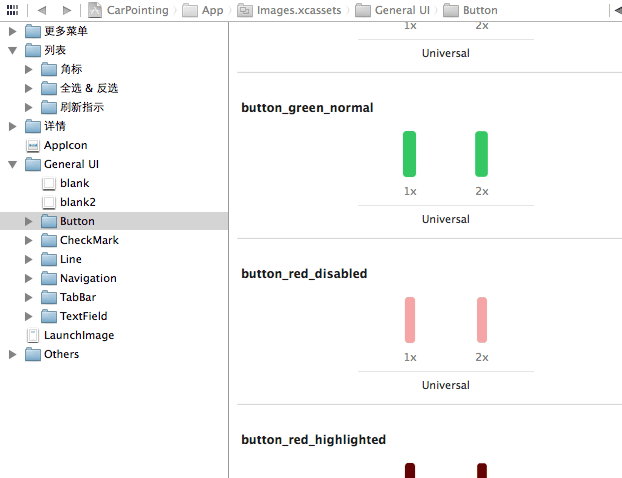 CarPointing App Images.xcassets General UI Button
更多菜单
列表
角标
全选 & 反选
刷新指示
详情
AppIcon
General UI
blank
blank2
Button
CheckMark
Line
Navigation
TabBar
TextField
LaunchImage
Others
1x 2x
Universal
button_green_normal
1x 2x
Universal
button_red_disabled
1x 2x
Universal
button_red_highlighted